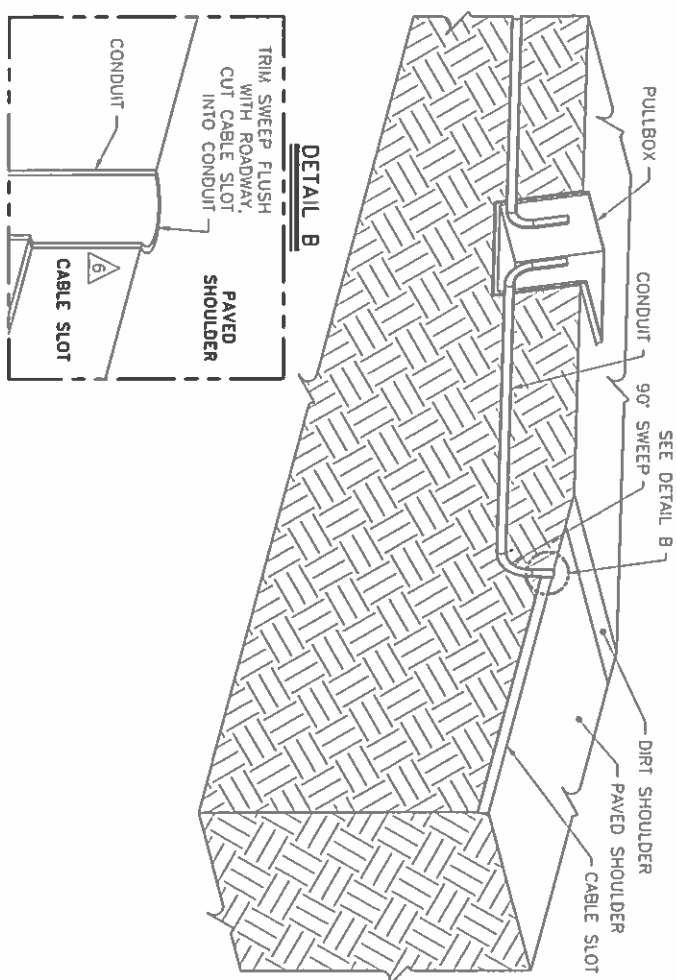 PULLBOX
CONDUIT
90° SWEEP
SEE DETAIL B
DIRT SHOULDER
PAVED SHOULDER
CABLE SLOT
DETAIL B
TRIM SWEEP FLUSH
WITH ROADWAY.
CUT CABLE SLOT
INTO CONDUIT
CONDUIT
PAVED
SHOULDER
6
CABLE SLOT